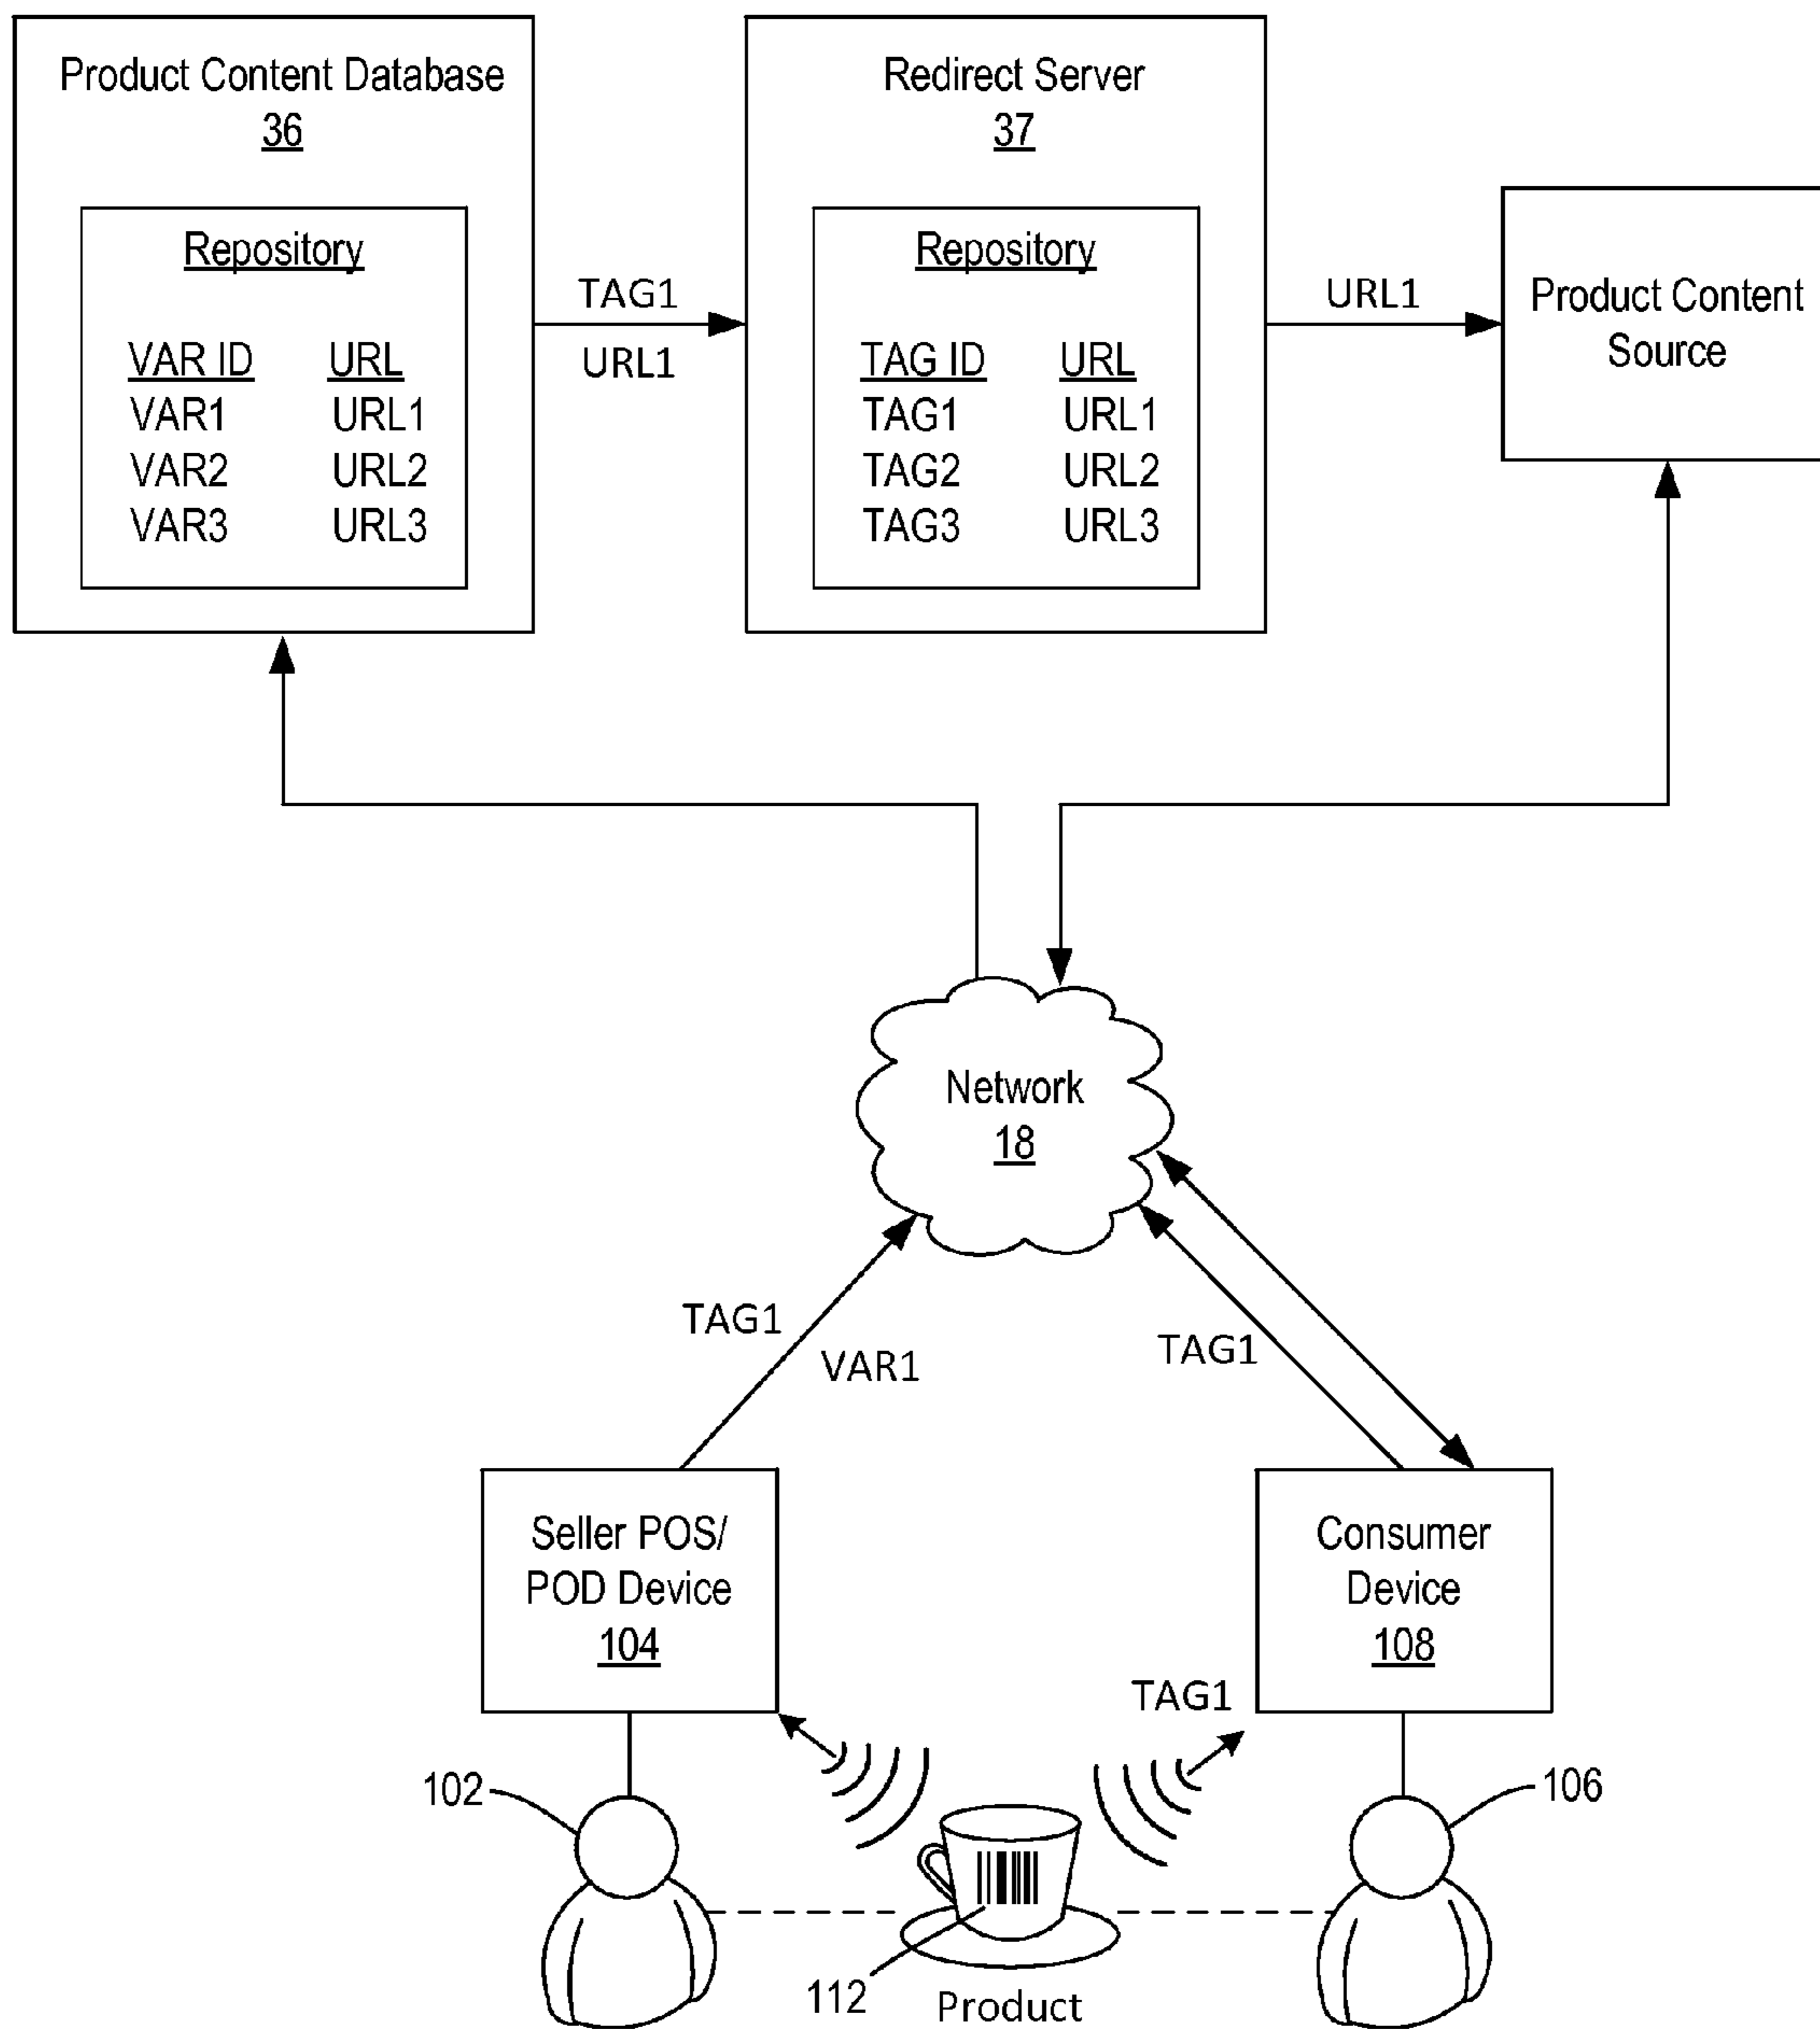 Product Content Database
36
Repository
VAR ID URL
VAR1 URL1
VAR2 URL2
VAR3 URL3
TAG1
URL1
Redirect Server
37
Repository
TAG ID URL
TAG1 URL1
TAG2 URL2
TAG3 URL3
URL1
Product Content
Source
Network
18
TAG1
VAR1
TAG1
Seller POS/
POD Device
104
Consumer
Device
108
TAG1
102
106
112
Product